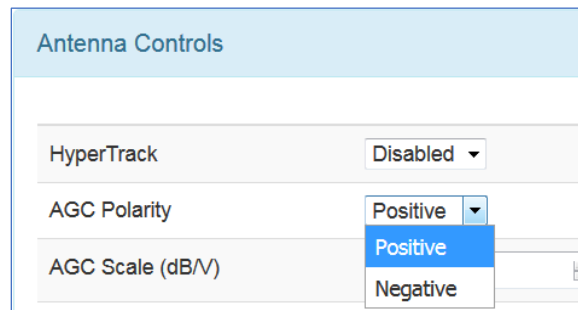 Antenna Controls
HyperTrack Disabled
AGC Polarity Positive
Positive
AGC Scale (dB/V)
Negative